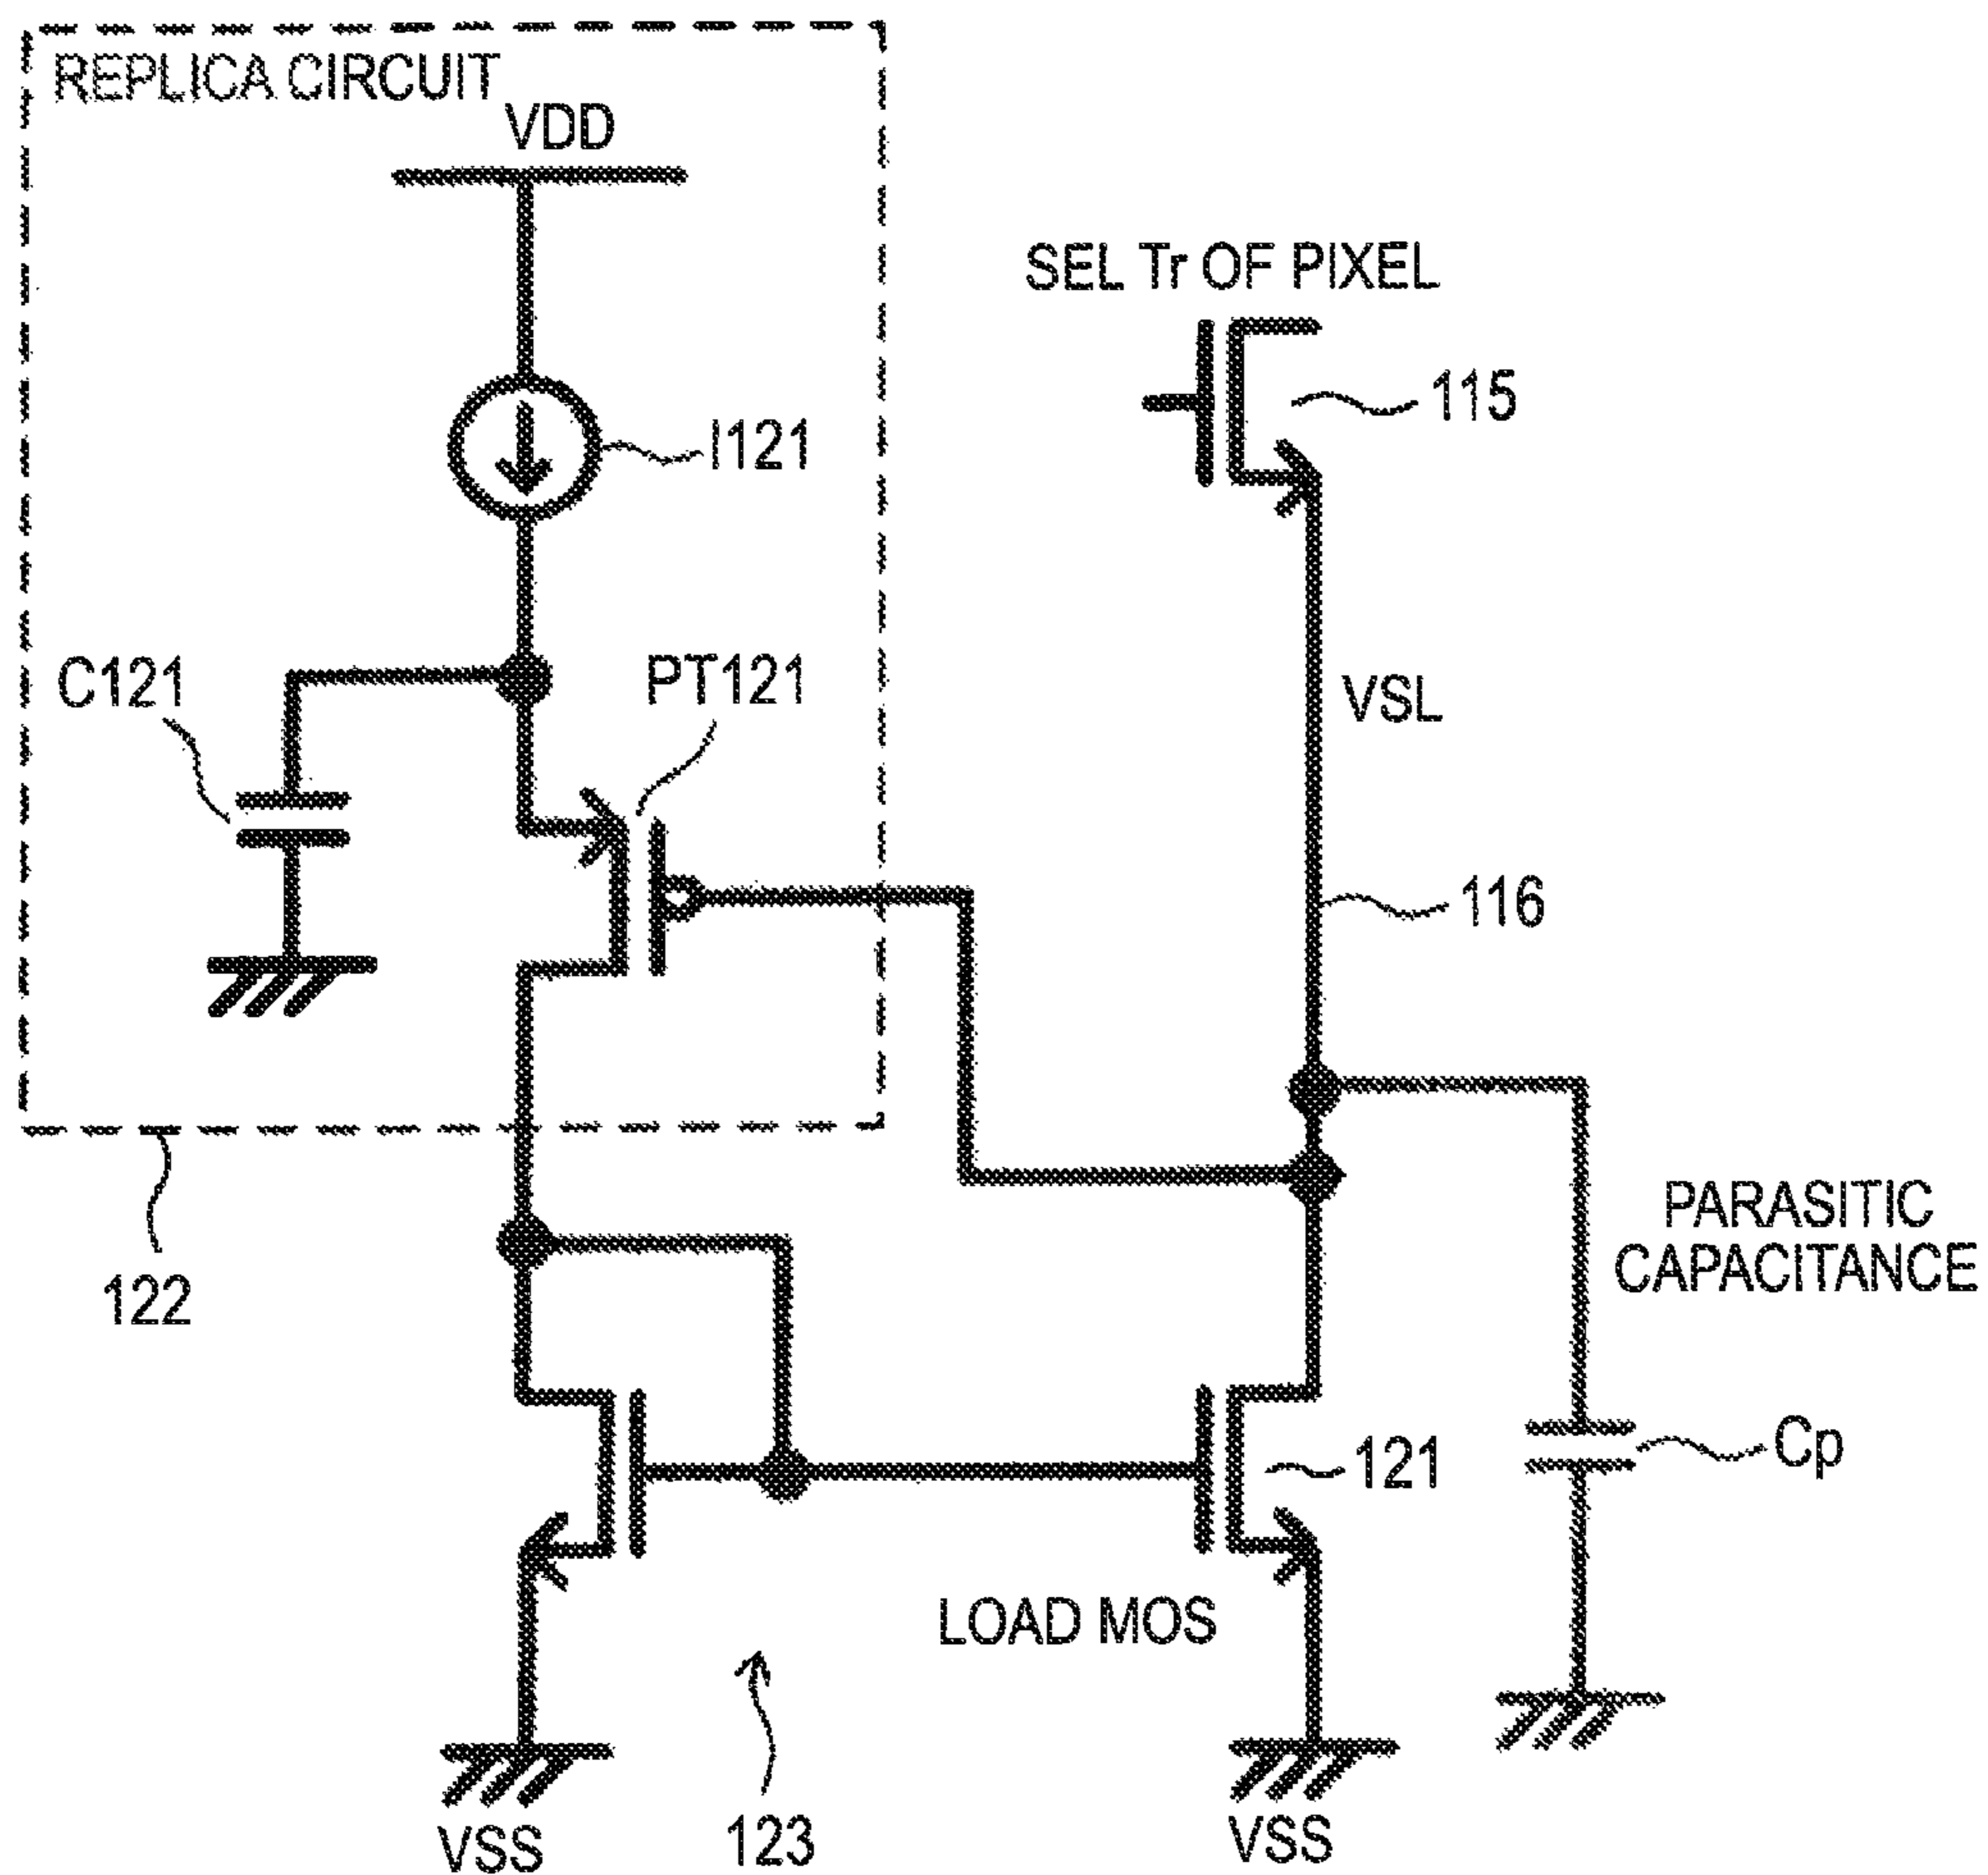 REPLICA CIRCUIT
VDD
SEL Tr OF PIXEL
115
I121
C121
PT121
VSL
116
122
PARASITIC
CAPACITANCE
121
Cp
LOAD MOS
VSS
123
VSS